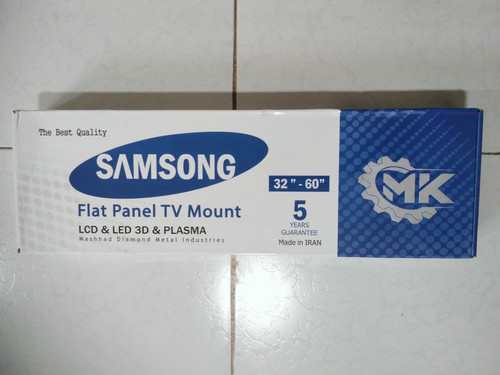 The Best Quality
SAMSONG
Flat Panel TV Mount
LCD & LED 3D & PLASMA
Mashhad Diamond Metal Industries
32" - 60"
5
YEARS
GUARANTEE
Made in IRAN
MK